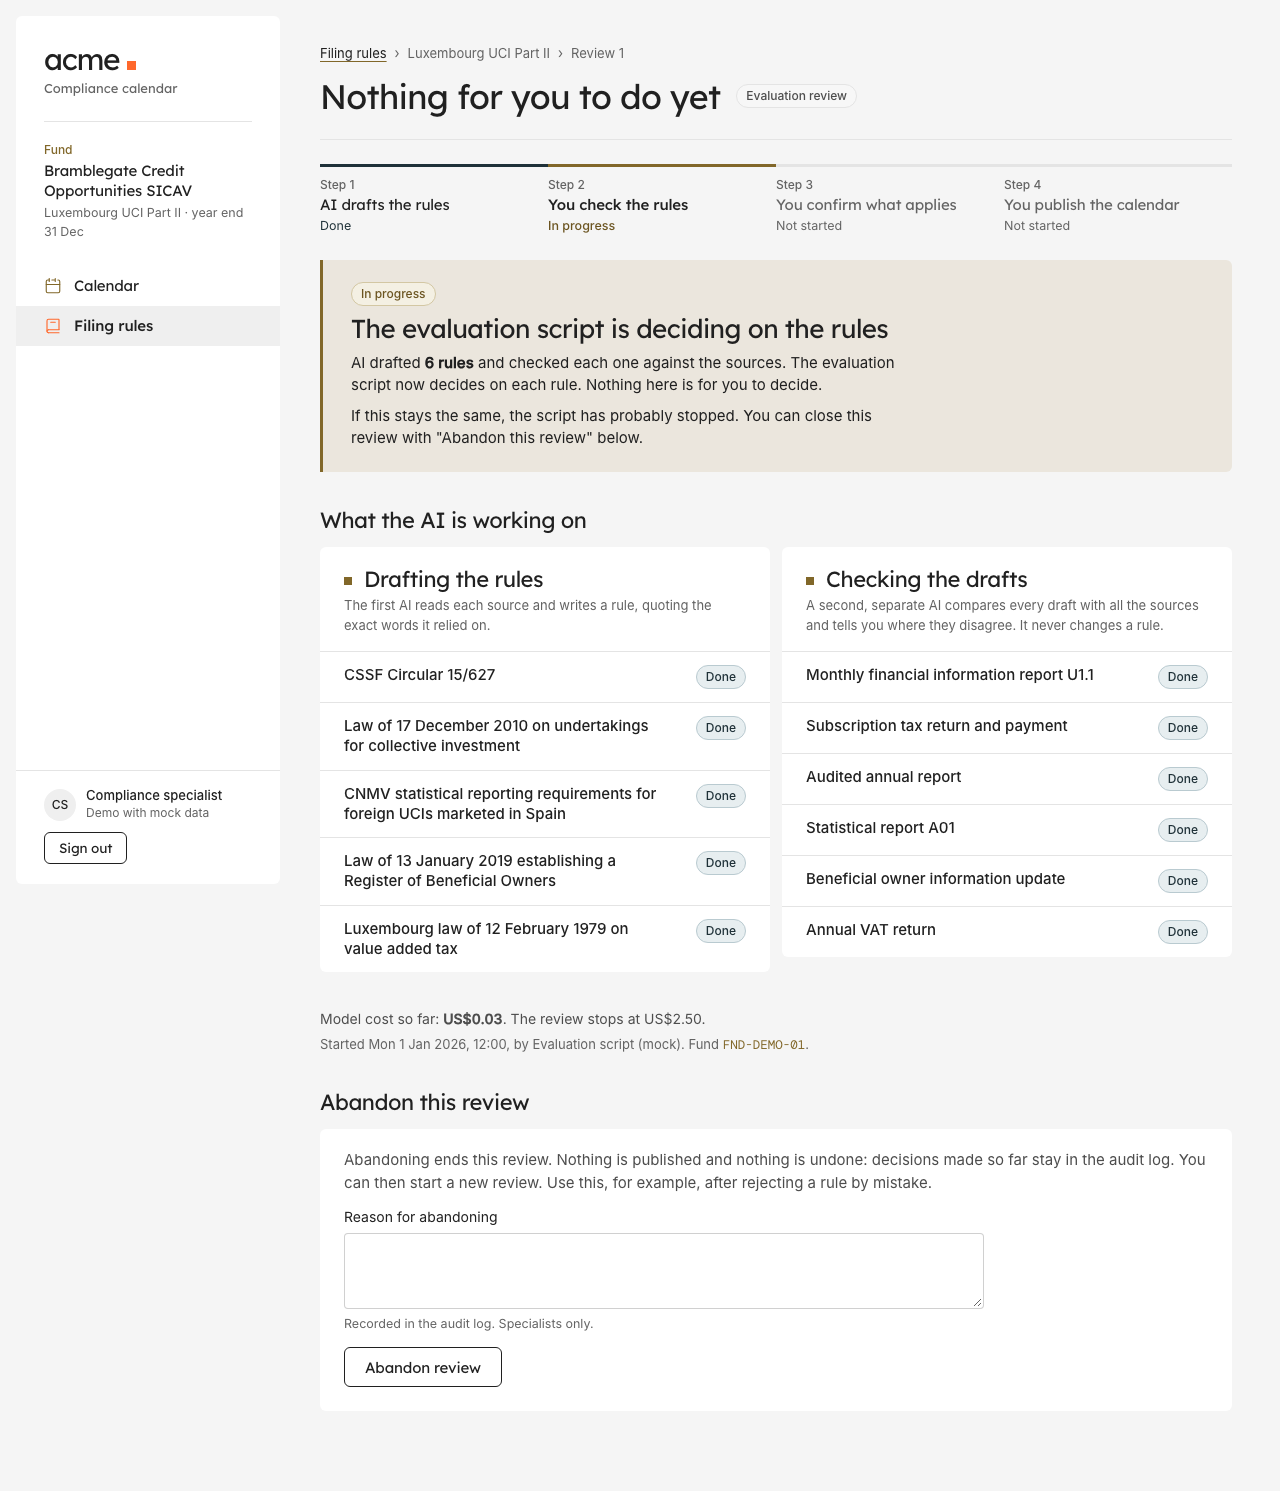 acme
Compliance calendar
Fund
Bramblegate Credit
Opportunities SICAV
Luxembourg UCI Part II · year end
31 Dec
Calendar
Filing rules
CS
Compliance specialist
Demo with mock data
Sign out
Filing rules › Luxembourg UCI Part II › Review 1
Nothing for you to do yet
Evaluation review
Step 1
AI drafts the rules
Done
Step 2
You check the rules
In progress
Step 3
You confirm what applies
Not started
Step 4
You publish the calendar
Not started
In progress
The evaluation script is deciding on the rules
AI drafted 6 rules and checked each one against the sources. The evaluation
script now decides on each rule. Nothing here is for you to decide.
If this stays the same, the script has probably stopped. You can close this
review with "Abandon this review" below.
What the AI is working on
Drafting the rules
The first AI reads each source and writes a rule, quoting the
exact words it relied on.
CSSF Circular 15/627
Done
Law of 17 December 2010 on undertakings
for collective investment
Done
CNMV statistical reporting requirements for
foreign UCIs marketed in Spain
Done
Law of 13 January 2019 establishing a
Register of Beneficial Owners
Done
Luxembourg law of 12 February 1979 on
value added tax
Done
Checking the drafts
A second, separate AI compares every draft with all the sources
and tells you where they disagree. It never changes a rule.
Monthly financial information report U1.1
Done
Subscription tax return and payment
Done
Audited annual report
Done
Statistical report A01
Done
Beneficial owner information update
Done
Annual VAT return
Done
Model cost so far: US$0.03. The review stops at US$2.50.
Started Mon 1 Jan 2026, 12:00, by Evaluation script (mock). Fund FND-DEMO-01.
Abandon this review
Abandoning ends this review. Nothing is published and nothing is undone: decisions made so far stay in the audit log. You
can then start a new review. Use this, for example, after rejecting a rule by mistake.
Reason for abandoning
Recorded in the audit log. Specialists only.
Abandon review